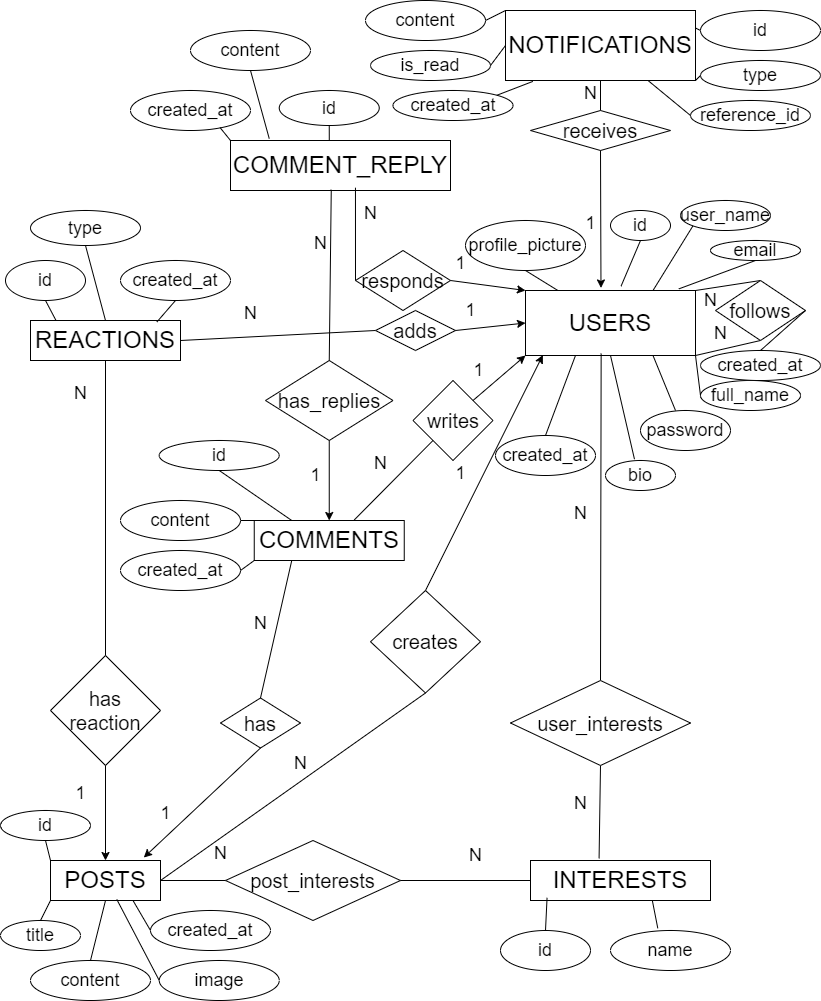 content
NOTIFICATIONS
id
is_read
type
created_at
N
reference_id
receives
content
created_at
id
COMMENT_REPLY
N
N
1
type
id
created_at
REACTIONS
N
N
responds
1
adds
1
profile_picture
id
user_name
email
USERS
N
N
follows
created_at
full_name
password
bio
created_at
has_replies
1
writes
1
N
id
content
created_at
COMMENTS
1
N
N
creates
has
reaction
has
user_interests
1
1
N
N
id
POSTS
N
post_interests
N
INTERESTS
title
created_at
content
image
id
name